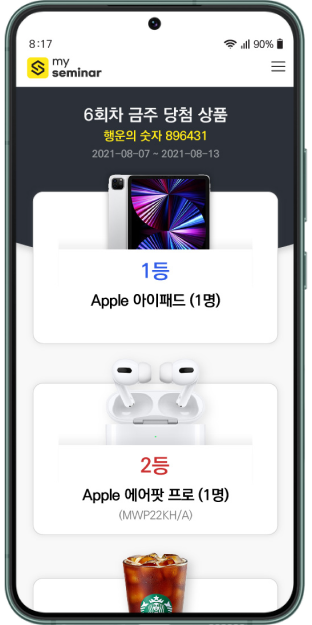 8:17
90%
my
seminar
6회차 금주 당첨 상품
행운의 숫자 896431
2021-08-07 ~ 2021-08-13
1등
Apple 아이패드 (1명)
2등
Apple 에어팟 프로 (1명)
(MWP22KH/A)